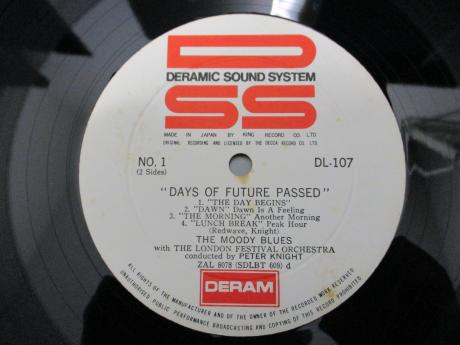 DSS
DERAMIC SOUND SYSTEM
MADE IN JAPAN BY KING RECORD CO. LTD.
ORIGINAL RECORDING AND LICENSED BY THE DECCA RECORD CO. LTD.
NO. 1
(2 Sides)
DL-107
"DAYS OF FUTURE PASSED"
1. "THE DAY BEGINS"
2. "DAWN" Dawn Is A Feeling
3. "THE MORNING" Another Morning
4. "LUNCH BREAK" Peak Hour
(Redwave, Knight)
THE MOODY BLUES
with THE LONDON FESTIVAL ORCHESTRA
conducted by PETER KNIGHT
ZAL 8078 (SDLBT 609) d
DERAM
ALL RIGHTS OF THE MANUFACTURER AND OF THE OWNER OF THE RECORDED WORK RESERVED.
UNAUTHORISED PUBLIC PERFORMANCE BROADCASTING AND COPYING OF THIS RECORD PROHIBITED